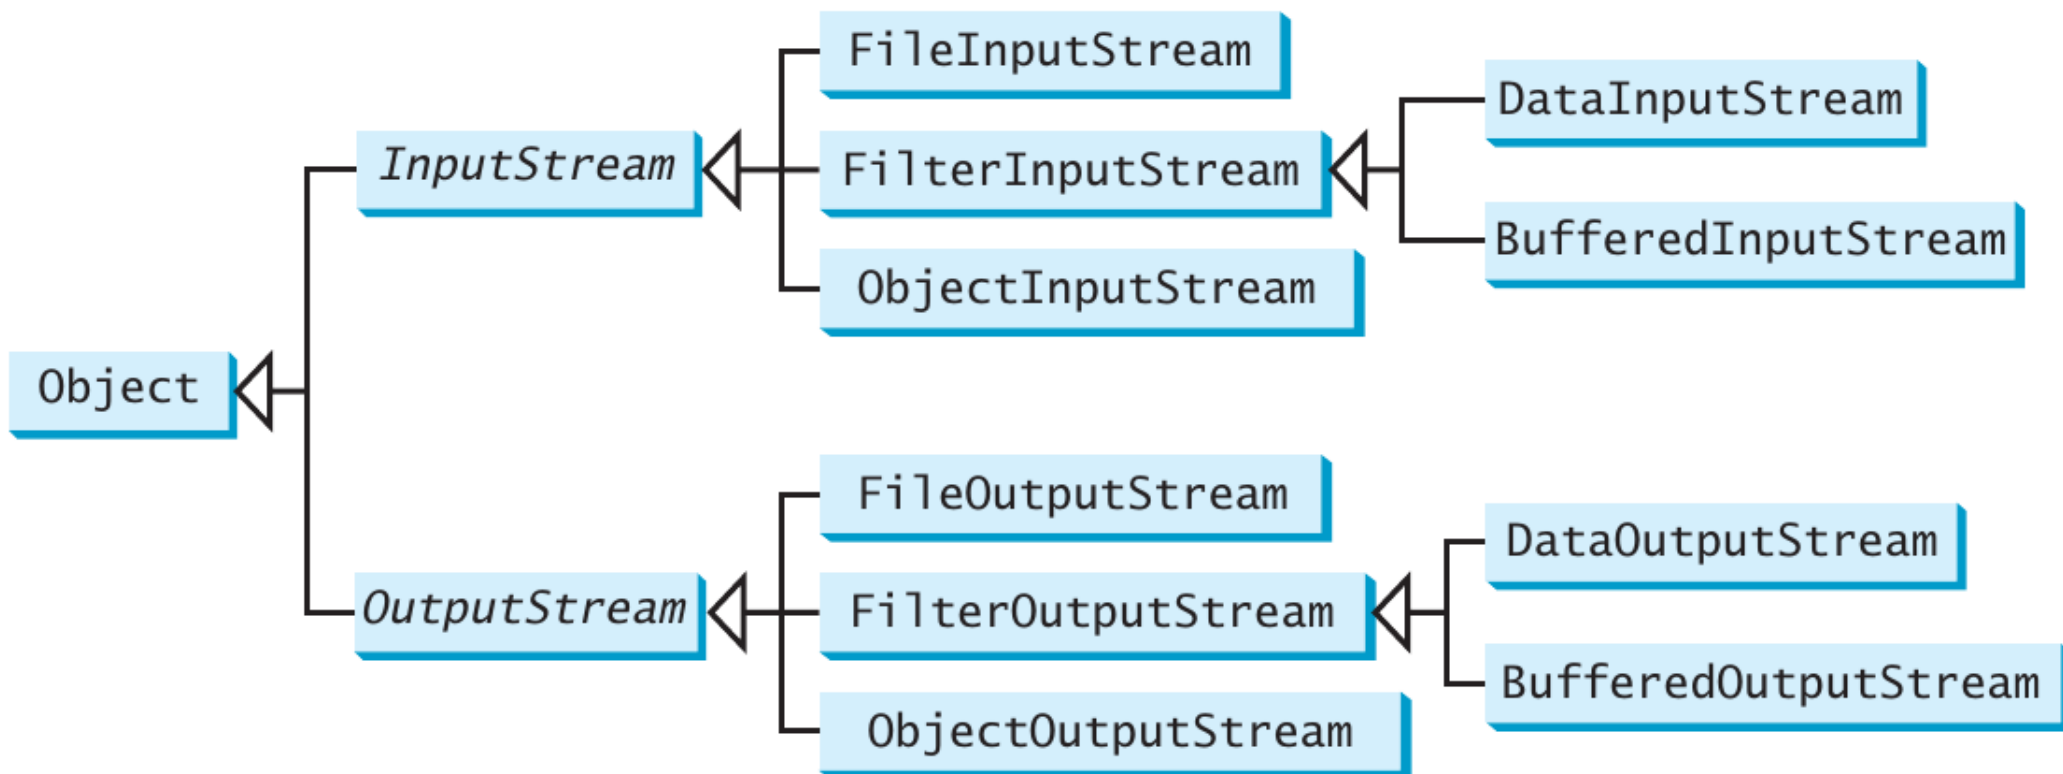 FileInputStream
DataInputStream
InputStream
FilterInputStream
BufferedInputStream
ObjectInputStream
Object
FileOutputStream
DataOutputStream
OutputStream
FilterOutputStream
BufferedOutputStream
ObjectOutputStream